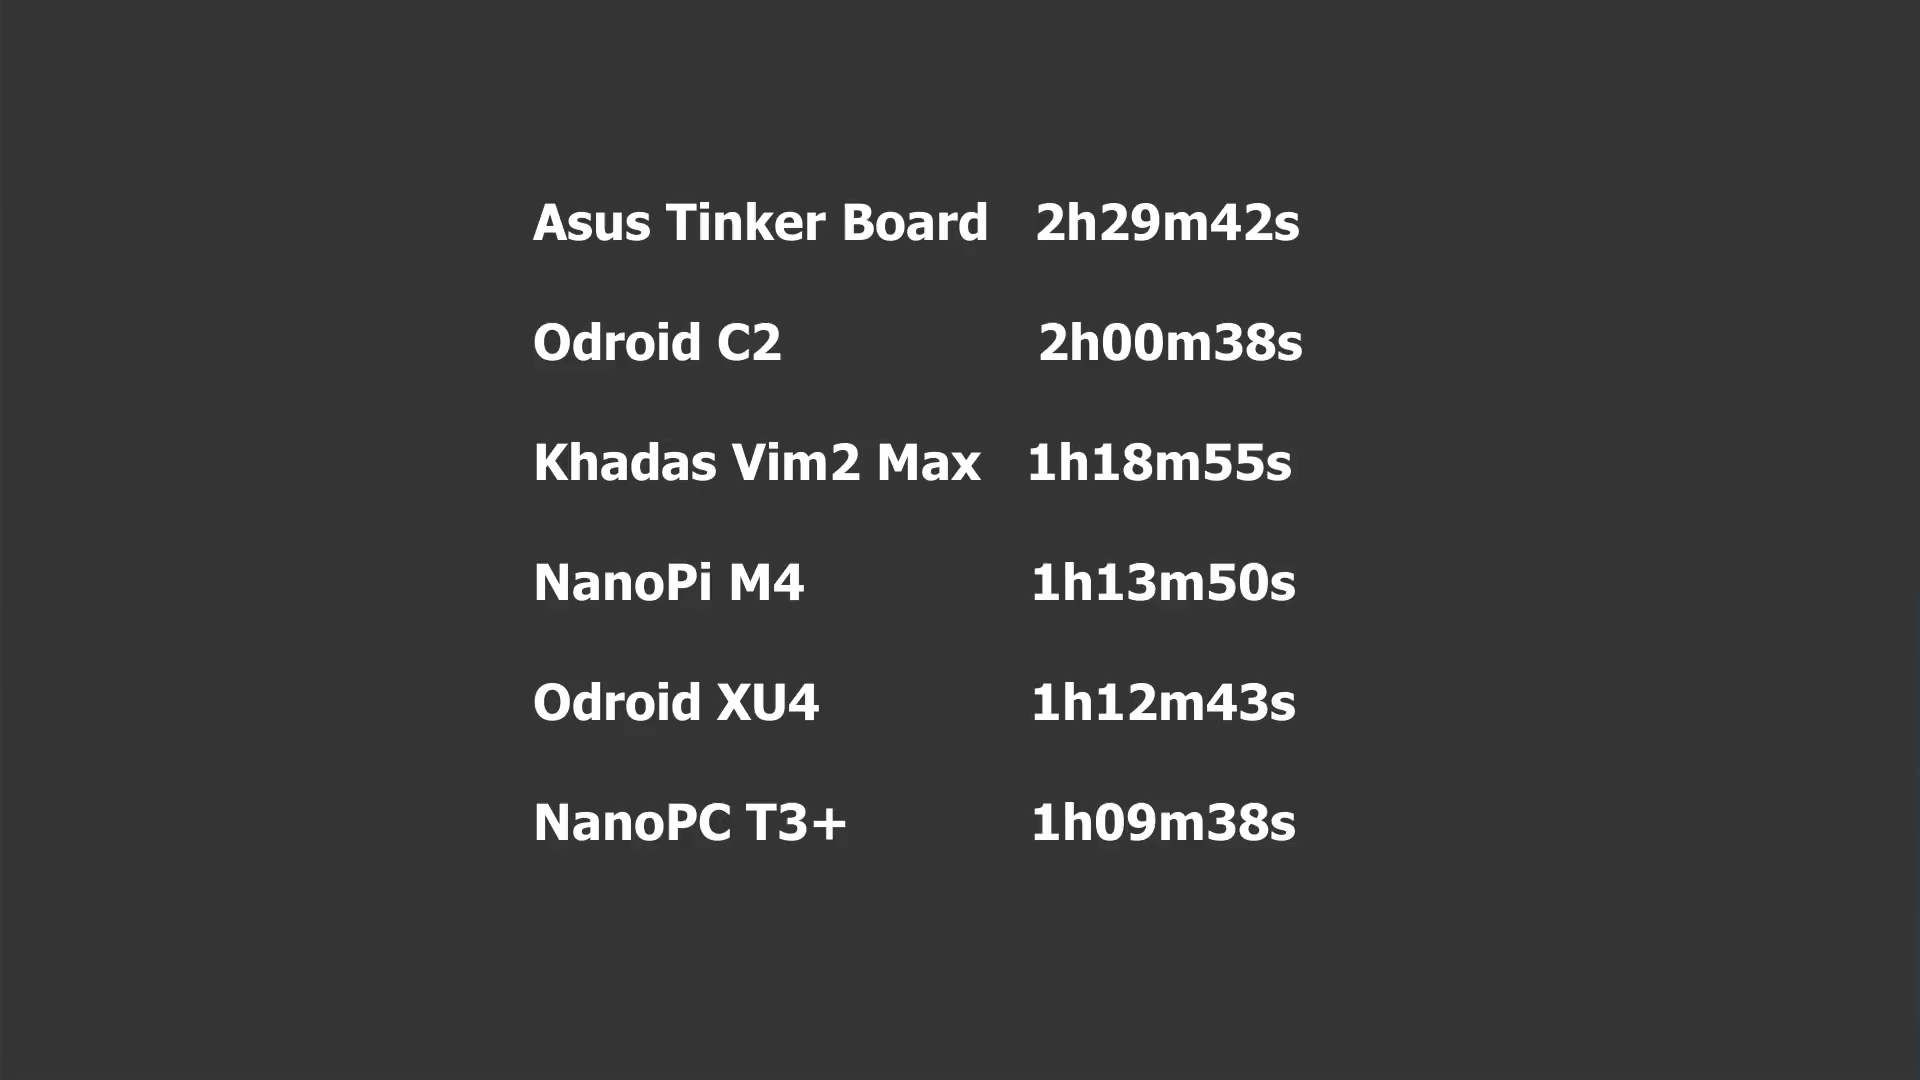 Asus Tinker Board 2h29m42s
Odroid C2 2h00m38s
Khadas Vim2 Max 1h18m55s
NanoPi M4 1h13m50s
Odroid XU4 1h12m43s
NanoPC T3+ 1h09m38s